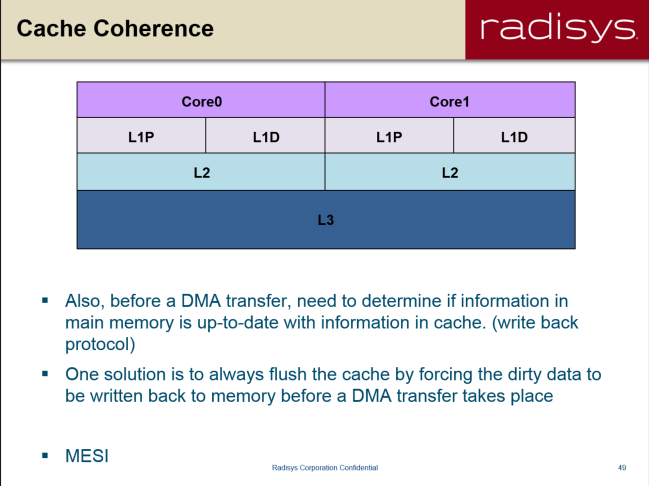 Cache Coherence
radisys.
Core0 Core1
L1P L1D L1P L1D
L2 L2
L3
▪ Also, before a DMA transfer, need to determine if information in
main memory is up-to-date with information in cache. (write back
protocol)
▪ One solution is to always flush the cache by forcing the dirty data to
be written back to memory before a DMA transfer takes place
▪ MESI
Radisys Corporation Confidential 49